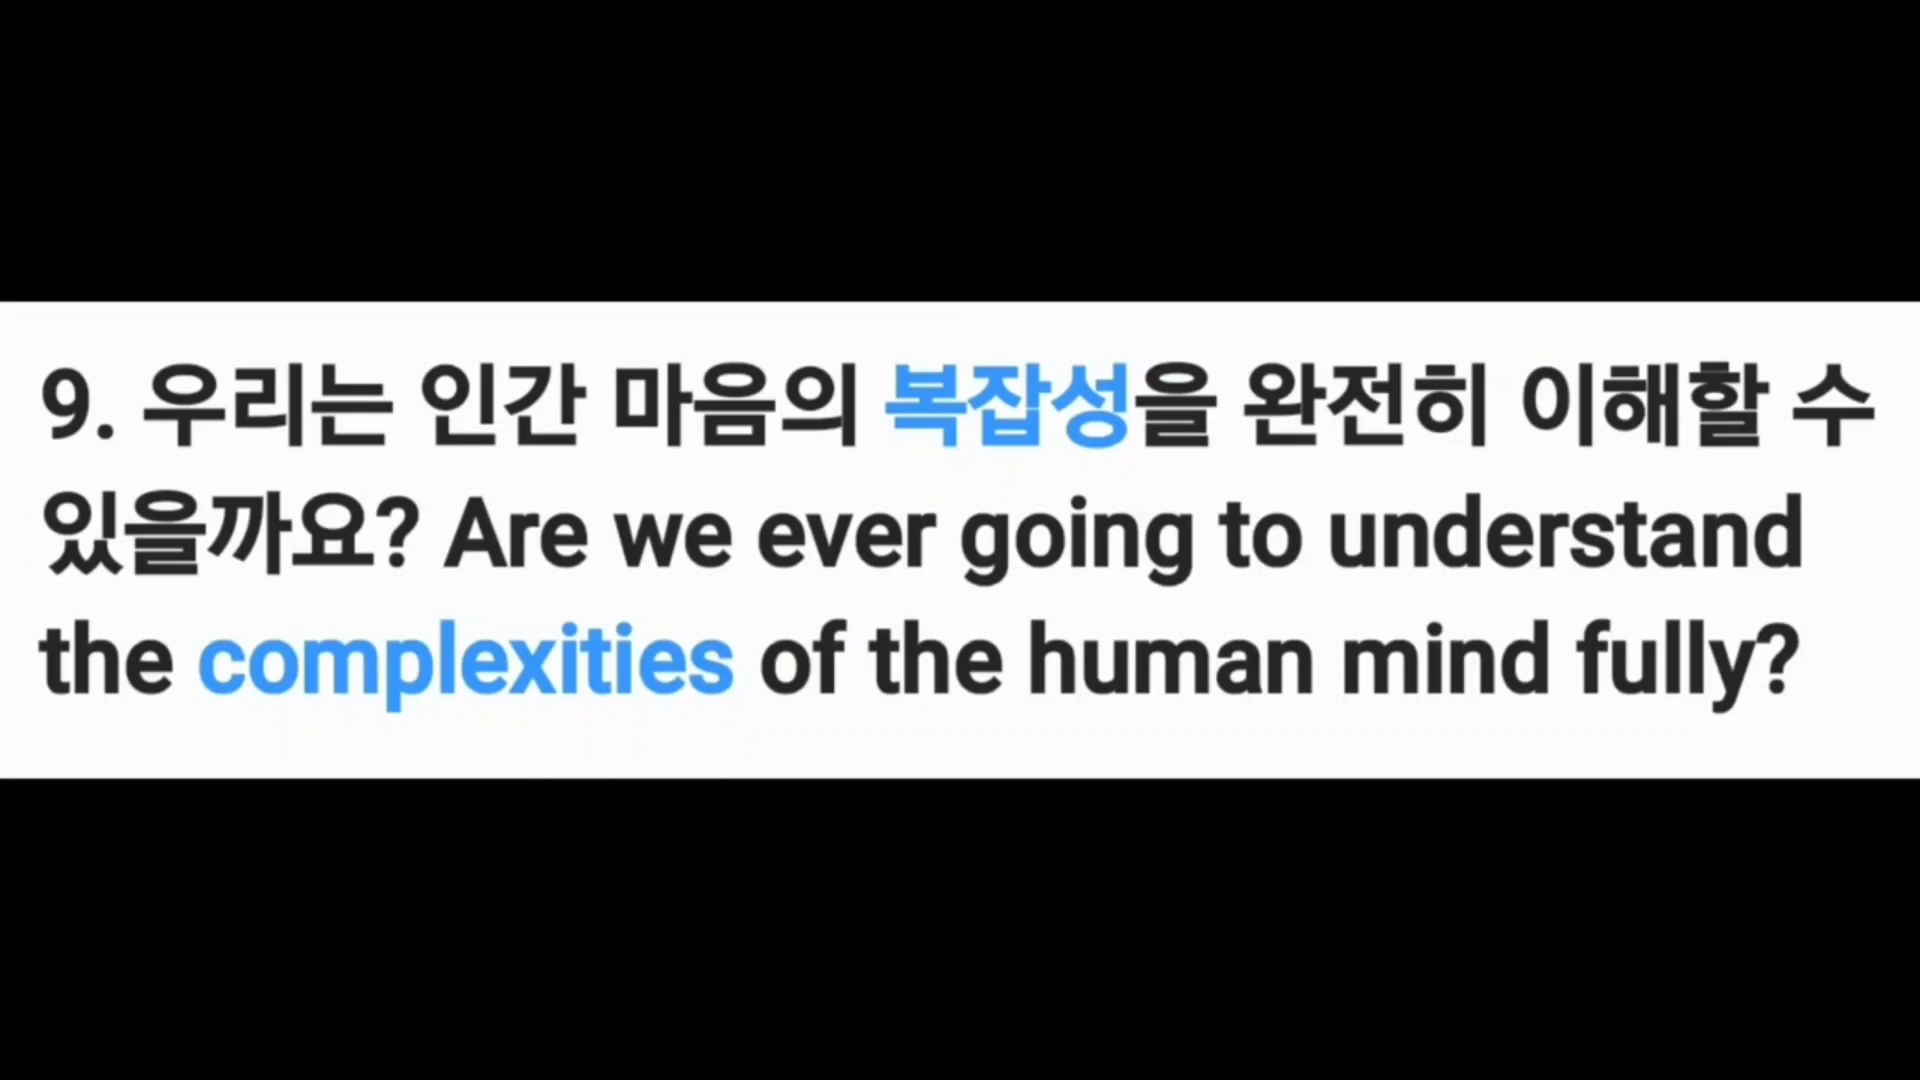 9. 우리는 인간 마음의 복잡성을 완전히 이해할 수
있을까요? Are we ever going to understand
the complexities of the human mind fully?